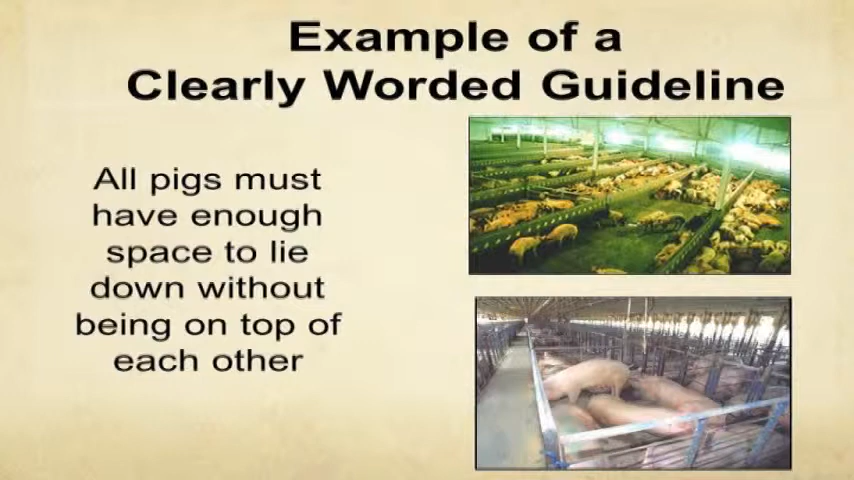 Example of a
Clearly Worded Guideline
All pigs must
have enough
space to lie
down without
being on top of
each other